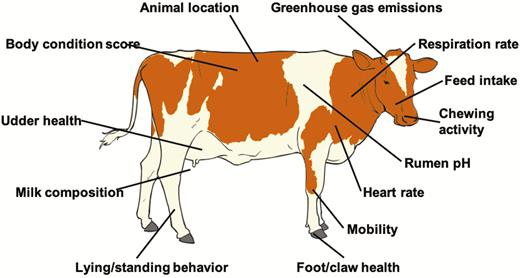 Animal location
Greenhouse gas emissions
Body condition score
Respiration rate
Feed intake
Chewing
activity
Udder health
Rumen pH
Milk composition
Heart rate
Mobility
Lying/standing behavior
Foot/claw health